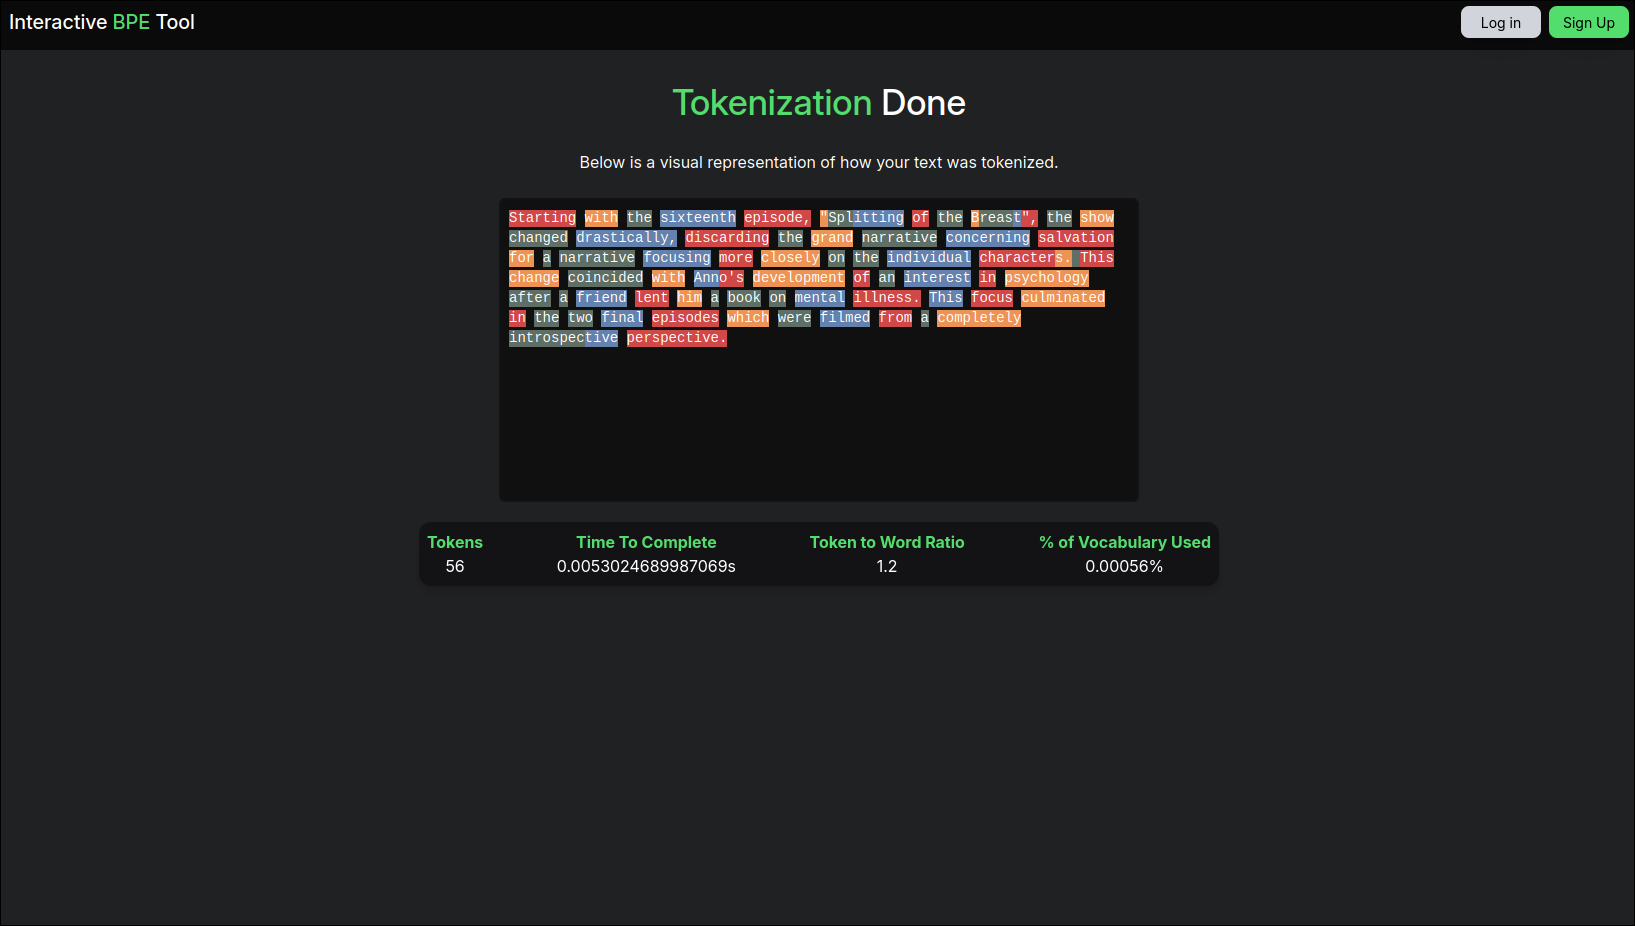 Interactive BPE Tool
Log in
Sign Up
Tokenization Done
Below is a visual representation of how your text was tokenized.
Starting with the sixteenth episode, "Splitting of the Breast", the show
changed drastically, discarding the grand narrative concerning salvation
for a narrative focusing more closely on the individual characters. This
change coincided with Anno's development of an interest in psychology
after a friend lent him a book on mental illness. This focus culminated
in the two final episodes which were filmed from a completely
introspective perspective.
Tokens
56
Time To Complete
0.0053024689987069s
Token to Word Ratio
1.2
% of Vocabulary Used
0.00056%